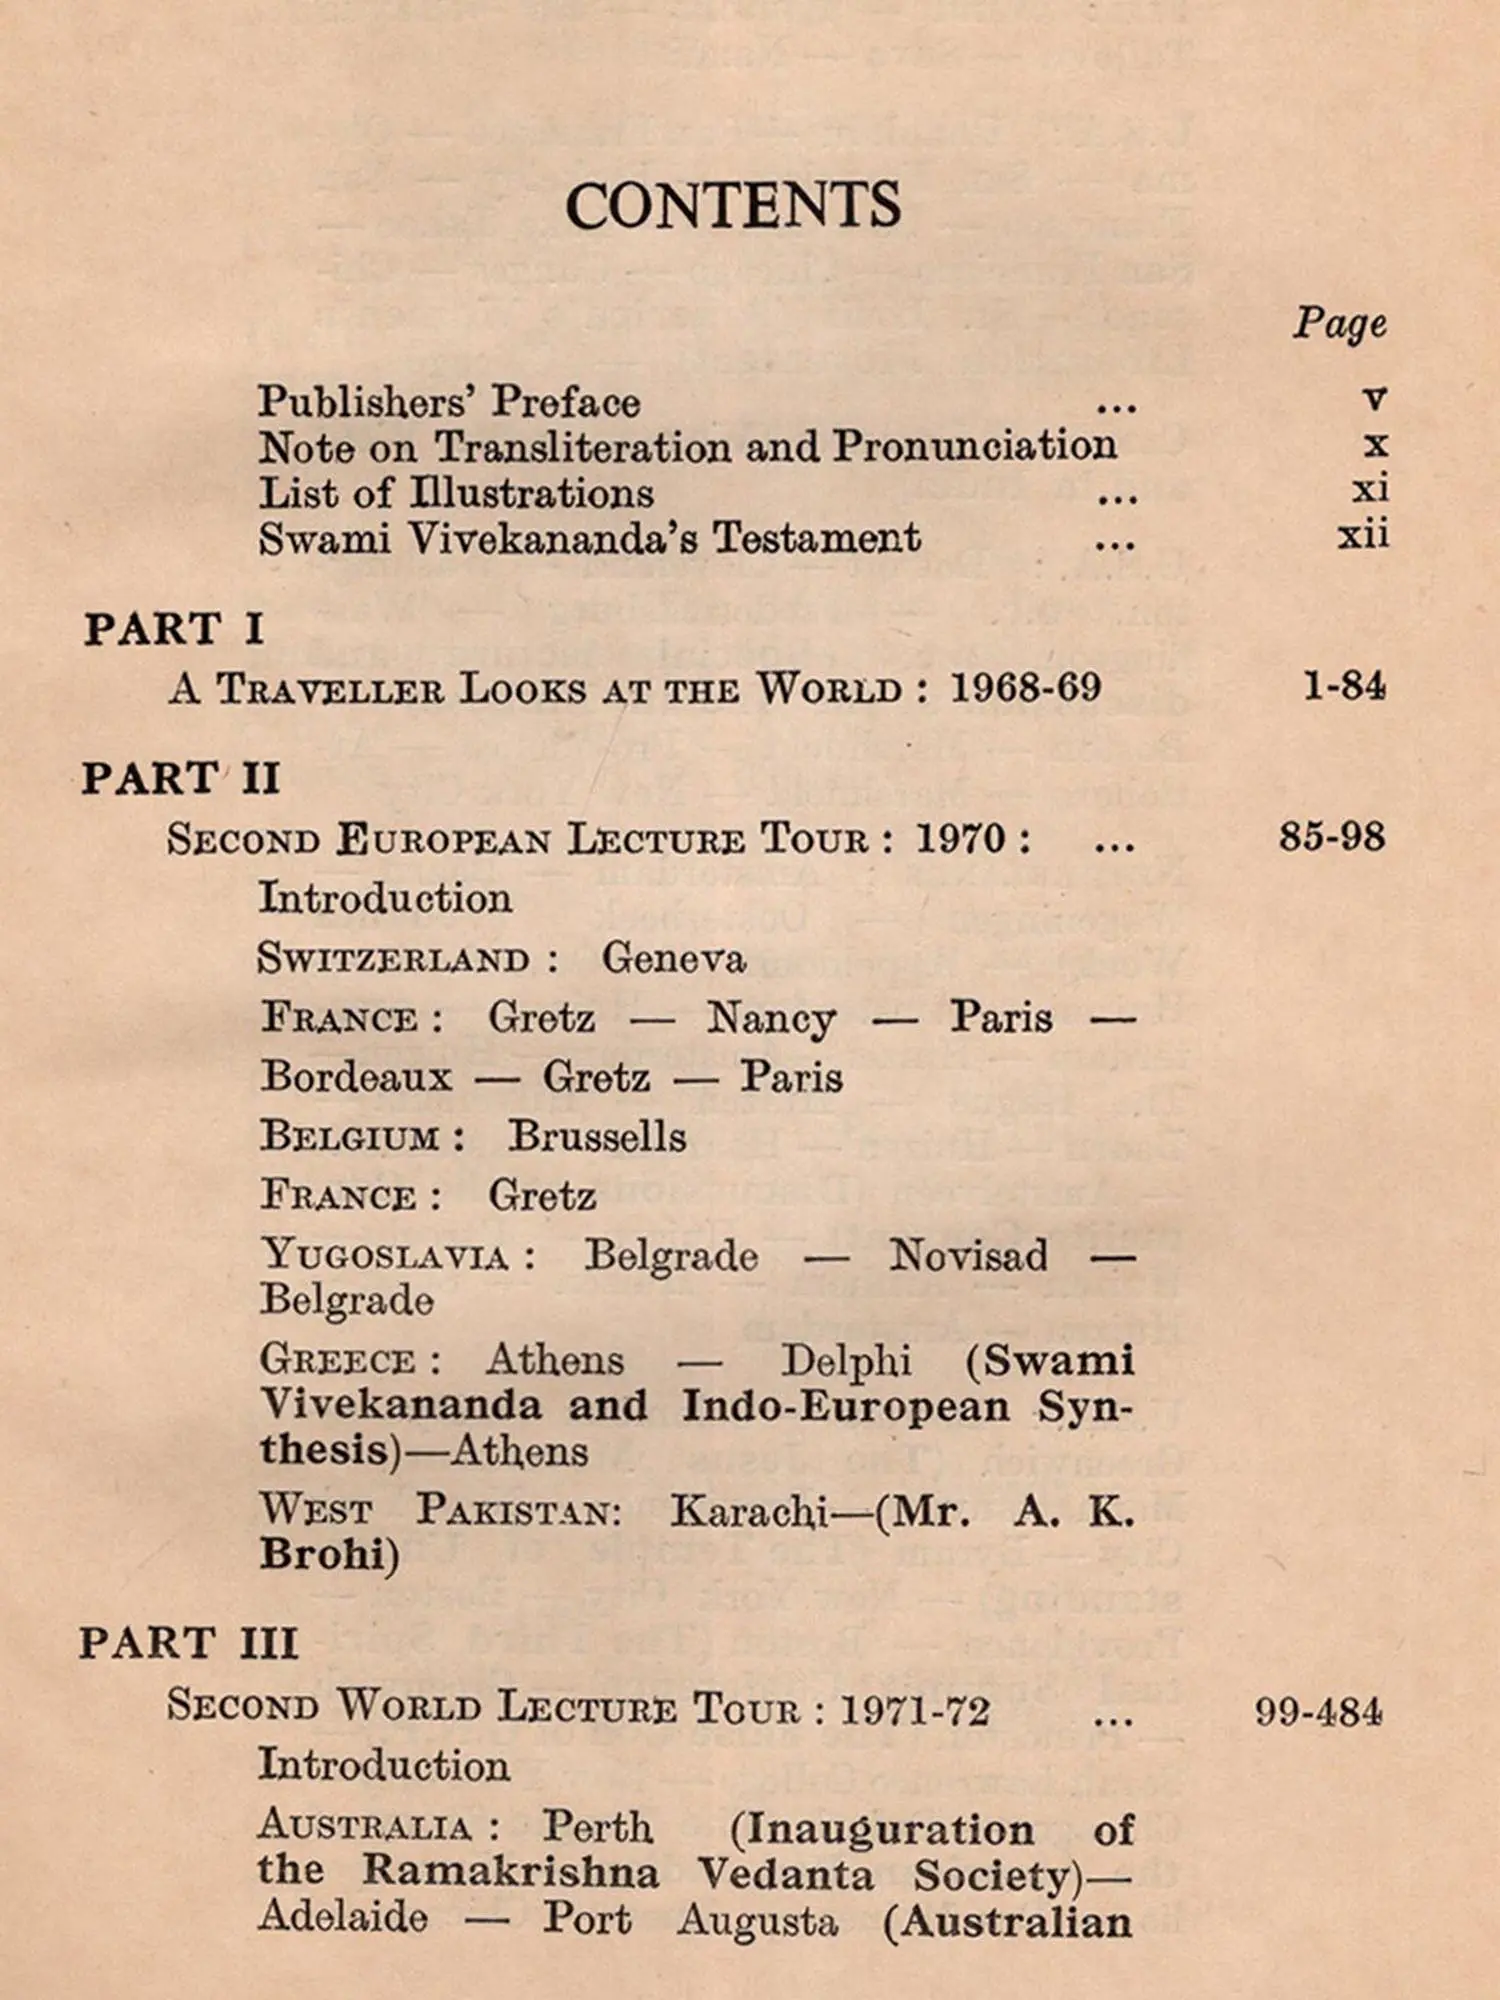 CONTENTS
Page
Publishers' Preface ... v
Note on Transliteration and Pronunciation x
List of Illustrations ... xi
Swami Vivekananda's Testament ... xii
PART I
A TRAVELLER LOOKS AT THE WORLD : 1968-69 1-84
PART II
SECOND EUROPEAN LECTURE TOUR : 1970 : ... 85-98
Introduction
SWITZERLAND : Geneva
FRANCE : Gretz — Nancy — Paris —
Bordeaux — Gretz — Paris
BELGIUM : Brussells
FRANCE : Gretz
YUGOSLAVIA : Belgrade — Novisad —
Belgrade
GREECE : Athens — Delphi (Swami
Vivekananda and Indo-European Syn-
thesis)—Athens
WEST PAKISTAN: Karachi—(Mr. A. K.
Brohi)
PART III
SECOND WORLD LECTURE TOUR : 1971-72 ... 99-484
Introduction
AUSTRALIA : Perth (Inauguration of
the Ramakrishna Vedanta Society)—
Adelaide — Port Augusta (Australian